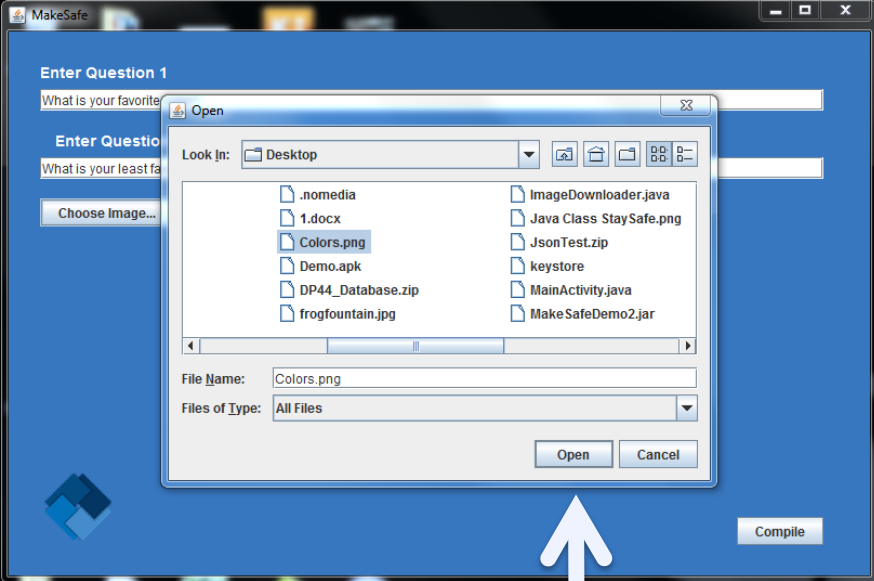 MakeSafe
Enter Question 1
What is your favorite
Open
Enter Questio
What is your least fa
Choose Image...
Look In: Desktop
.nomedia
1.docx
Colors.png
Demo.apk
DP44_Database.zip
frogfountain.jpg
ImageDownloader.java
Java Class StaySafe.png
JsonTest.zip
keystore
MainActivity.java
MakeSafeDemo2.jar
File Name: Colors.png
Files of Type: All Files
Open Cancel
Compile